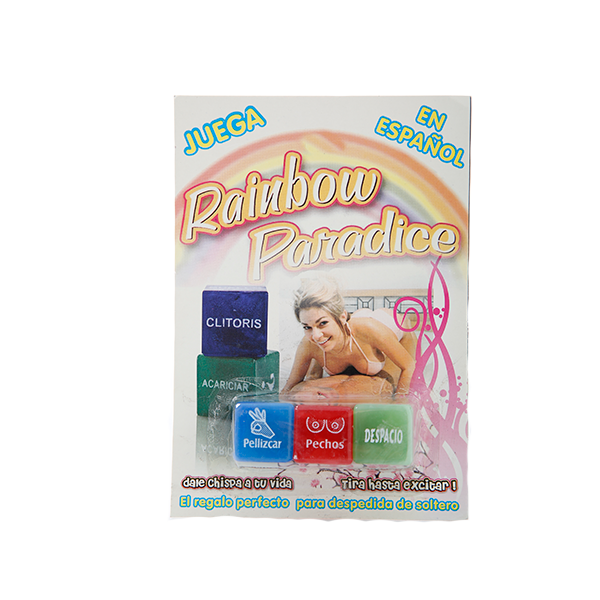 JUEGA
EN
ESPAÑOL
Rainbow
Paradice
CLITORIS
ACARICIAR
Pellizcar
Pechos
DESPACIO
dale chispa a tu vida
Tira hasta excitar !
El regalo perfecto para despedida de soltero